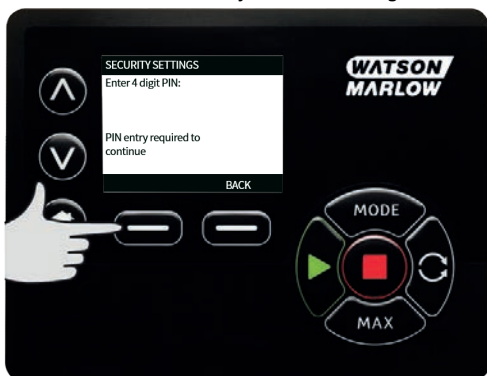 SECURITY SETTINGS
Enter 4 digit PIN:
PIN entry required to
continue
BACK
WATSON
MARLOW
MODE
MAX